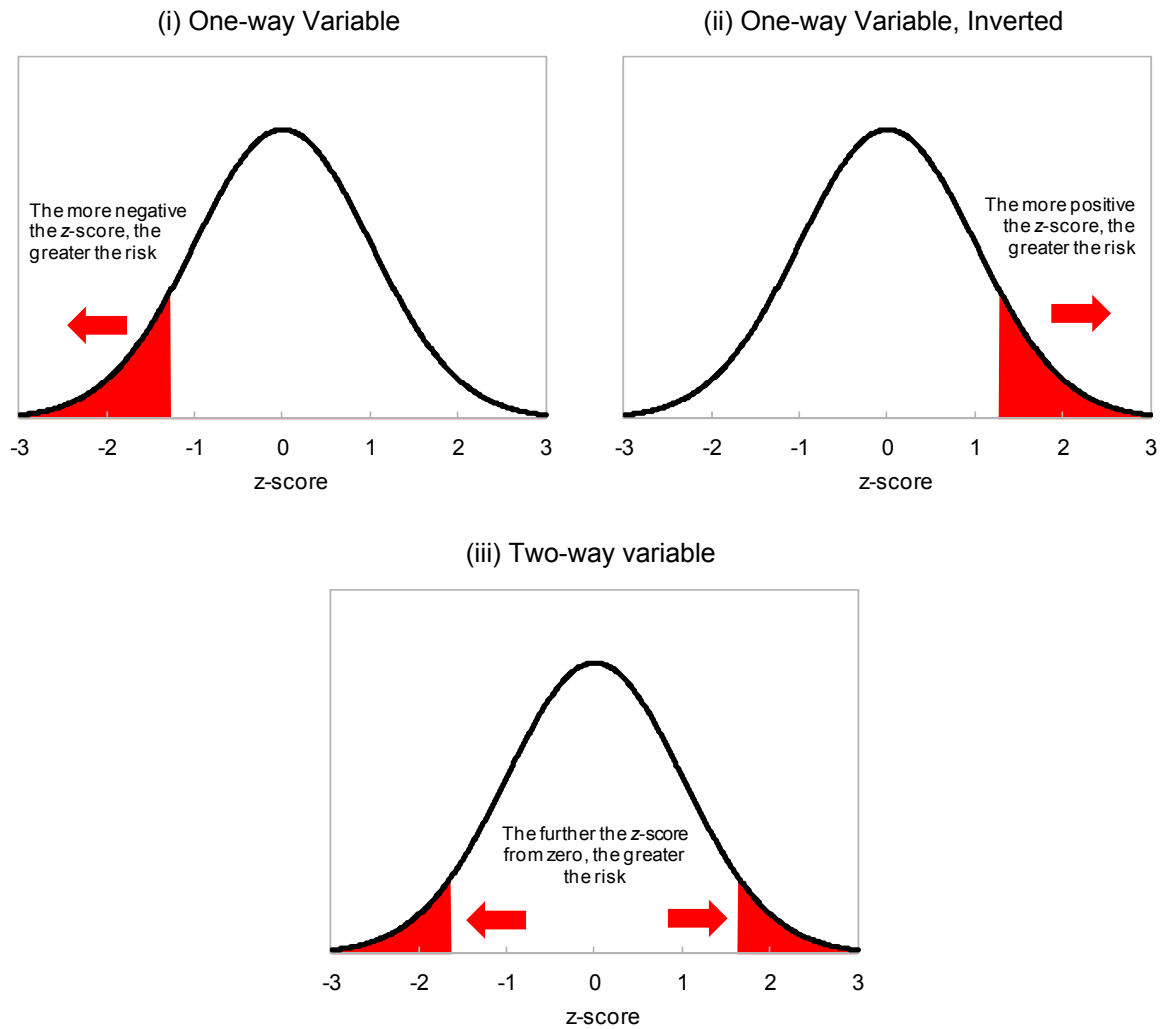 (i) One-way Variable
The more negative
the z-score, the
greater the risk
-3 -2 -1 0 1 2 3
z-score
(ii) One-way Variable, Inverted
The more positive
the z-score, the
greater the risk
-3 -2 -1 0 1 2 3
z-score
(iii) Two-way variable
The further the z-score
from zero, the greater
the risk
-3 -2 -1 0 1 2 3
z-score